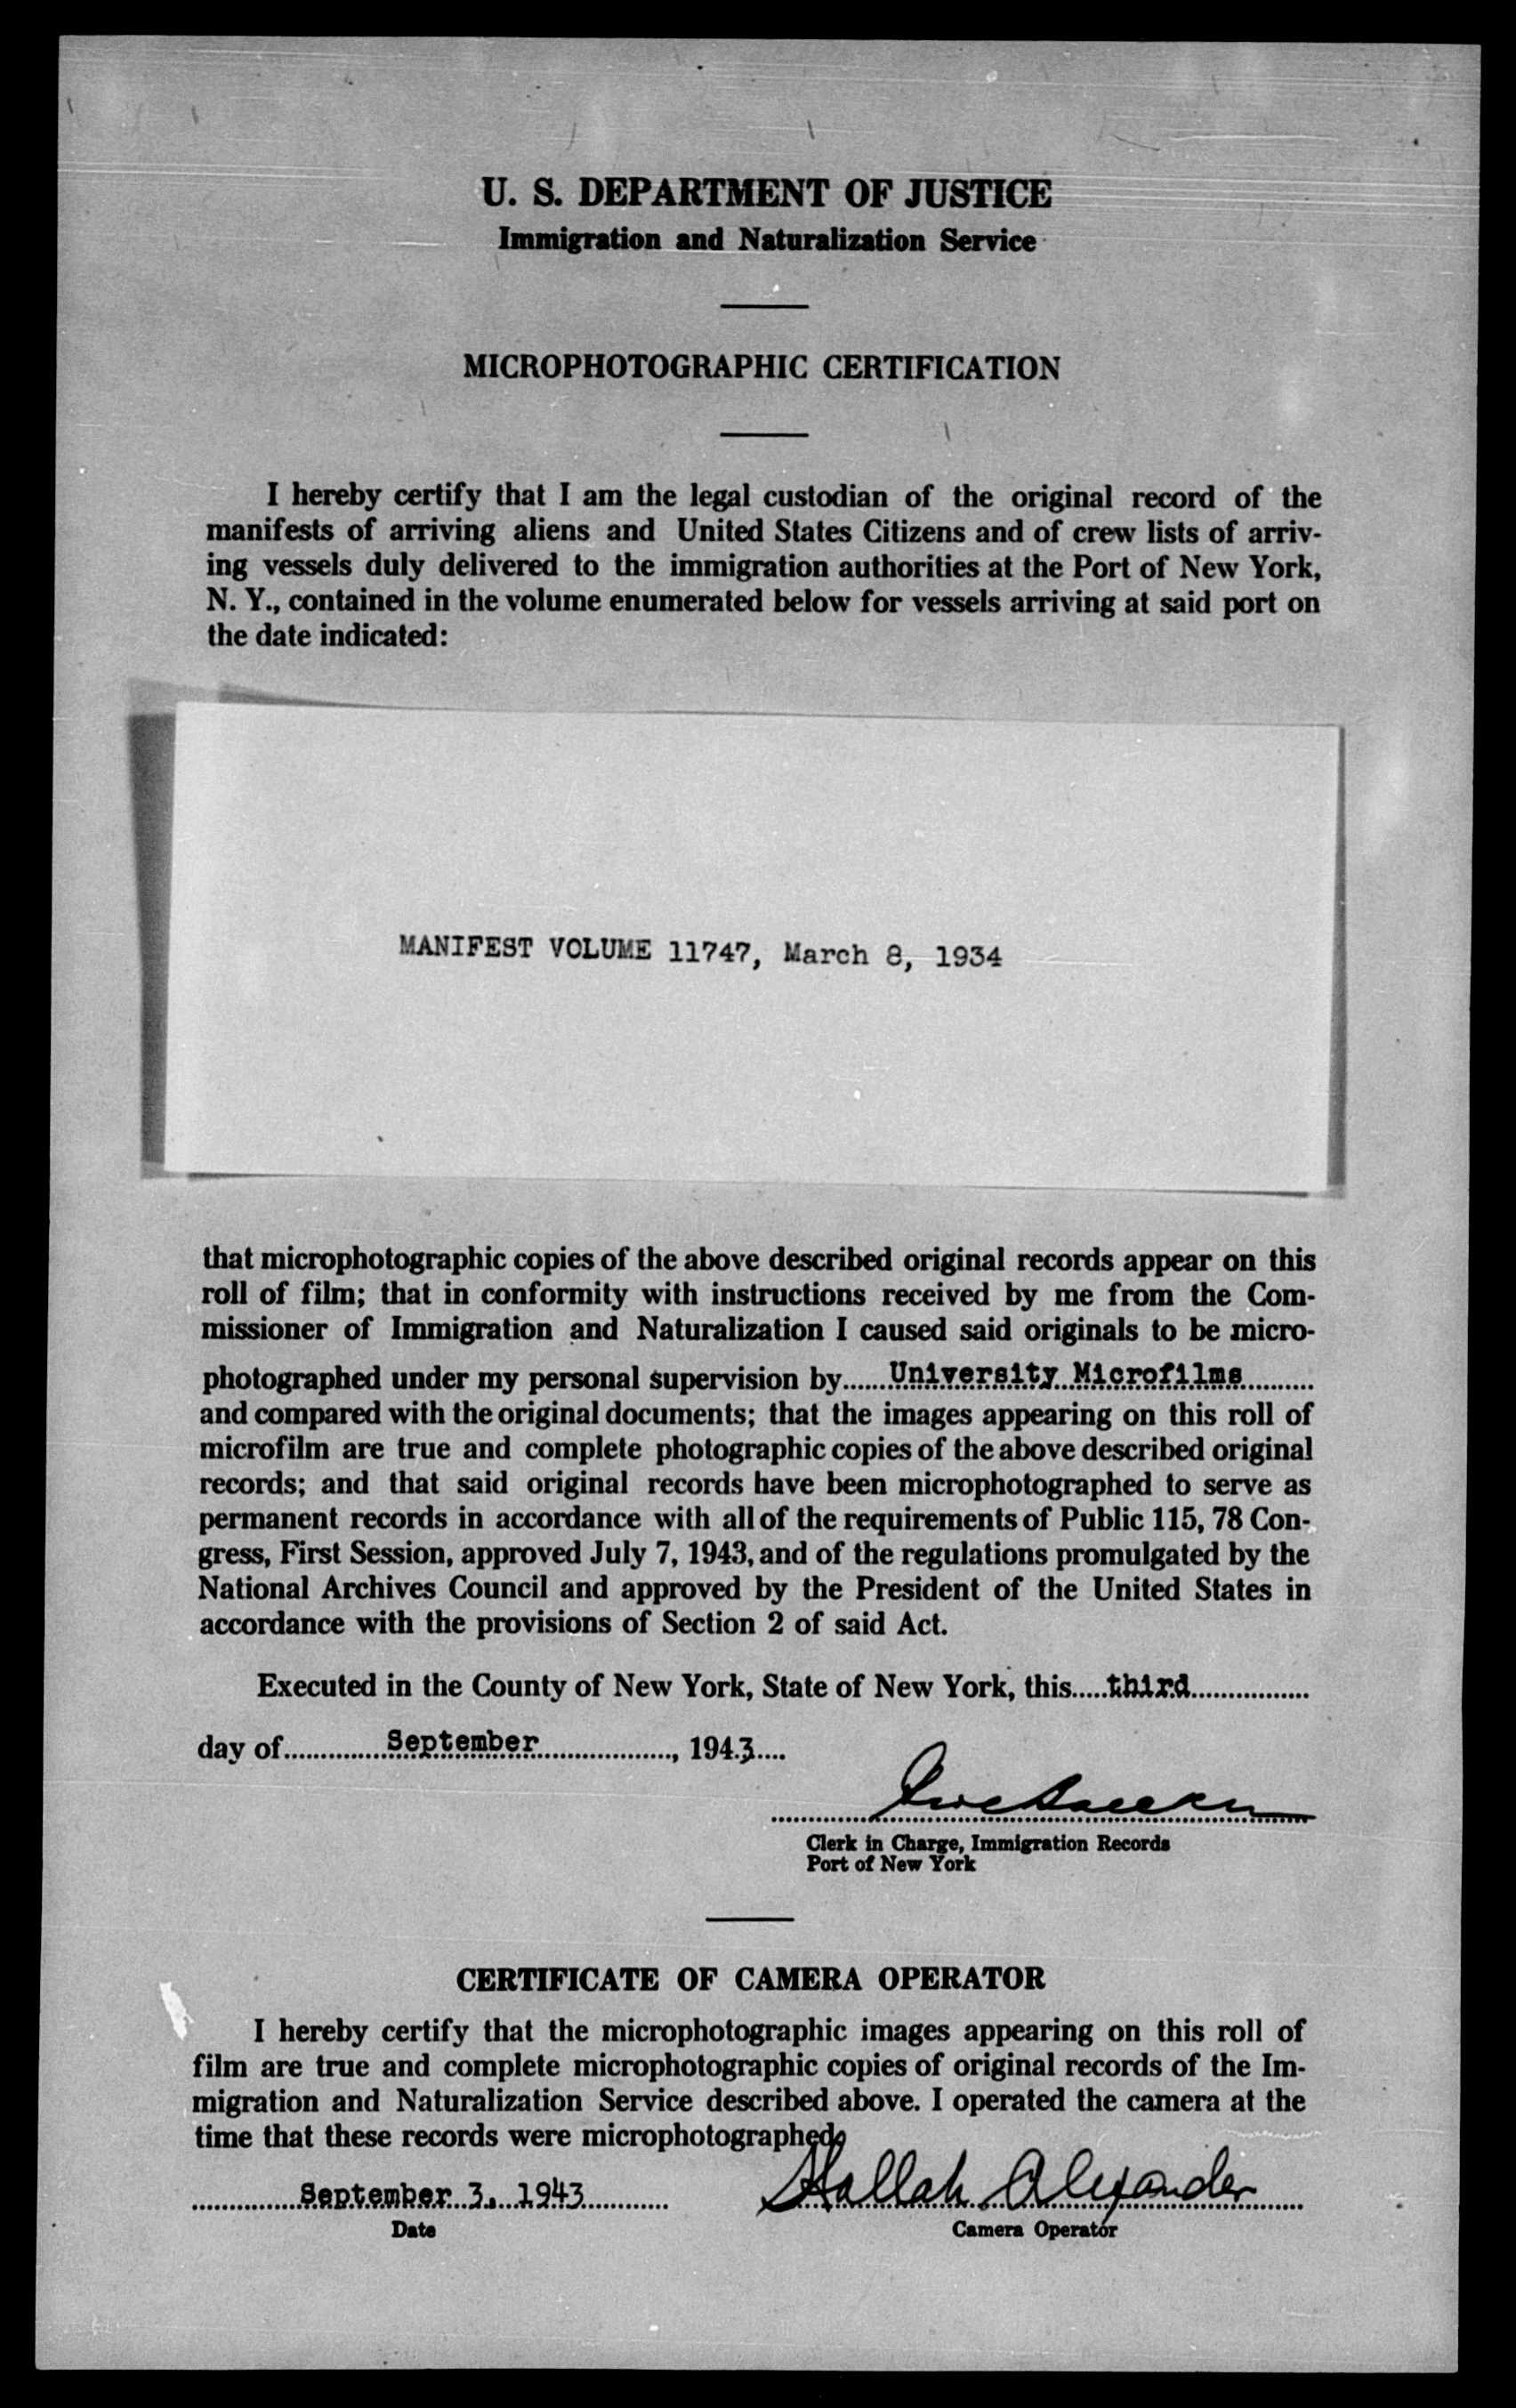 U. S. DEPARTMENT OF JUSTICE
Immigration and Naturalization Service
MICROPHOTOGRAPHIC CERTIFICATION
I hereby certify that I am the legal custodian of the original record of the
manifests of arriving aliens and United States Citizens and of crew lists of arriv-
ing vessels duly delivered to the immigration authorities at the Port of New York,
N. Y., contained in the volume enumerated below for vessels arriving at said port on
the date indicated:
MANIFEST VOLUME 11747, March 8, 1934
that microphotographic copies of the above described original records appear on this
roll of film; that in conformity with instructions received by me from the Com-
missioner of Immigration and Naturalization I caused said originals to be micro-
photographed under my personal supervision by......University Microfilms..........
and compared with the original documents; that the images appearing on this roll of
microfilm are true and complete photographic copies of the above described original
records; and that said original records have been microphotographed to serve as
permanent records in accordance with all of the requirements of Public 115, 78 Con-
gress, First Session, approved July 7, 1943, and of the regulations promulgated by the
National Archives Council and approved by the President of the United States in
accordance with the provisions of Section 2 of said Act.
Executed in the County of New York, State of New York, this.....third.................
day of..............September......................, 194.3....
Clerk in Charge, Immigration Records
Port of New York
CERTIFICATE OF CAMERA OPERATOR
I hereby certify that the microphotographic images appearing on this roll of
film are true and complete microphotographic copies of original records of the Im-
migration and Naturalization Service described above. I operated the camera at the
time that these records were microphotographed.
..............September 3, 1943............ Hallah Alexander
Date Camera Operator